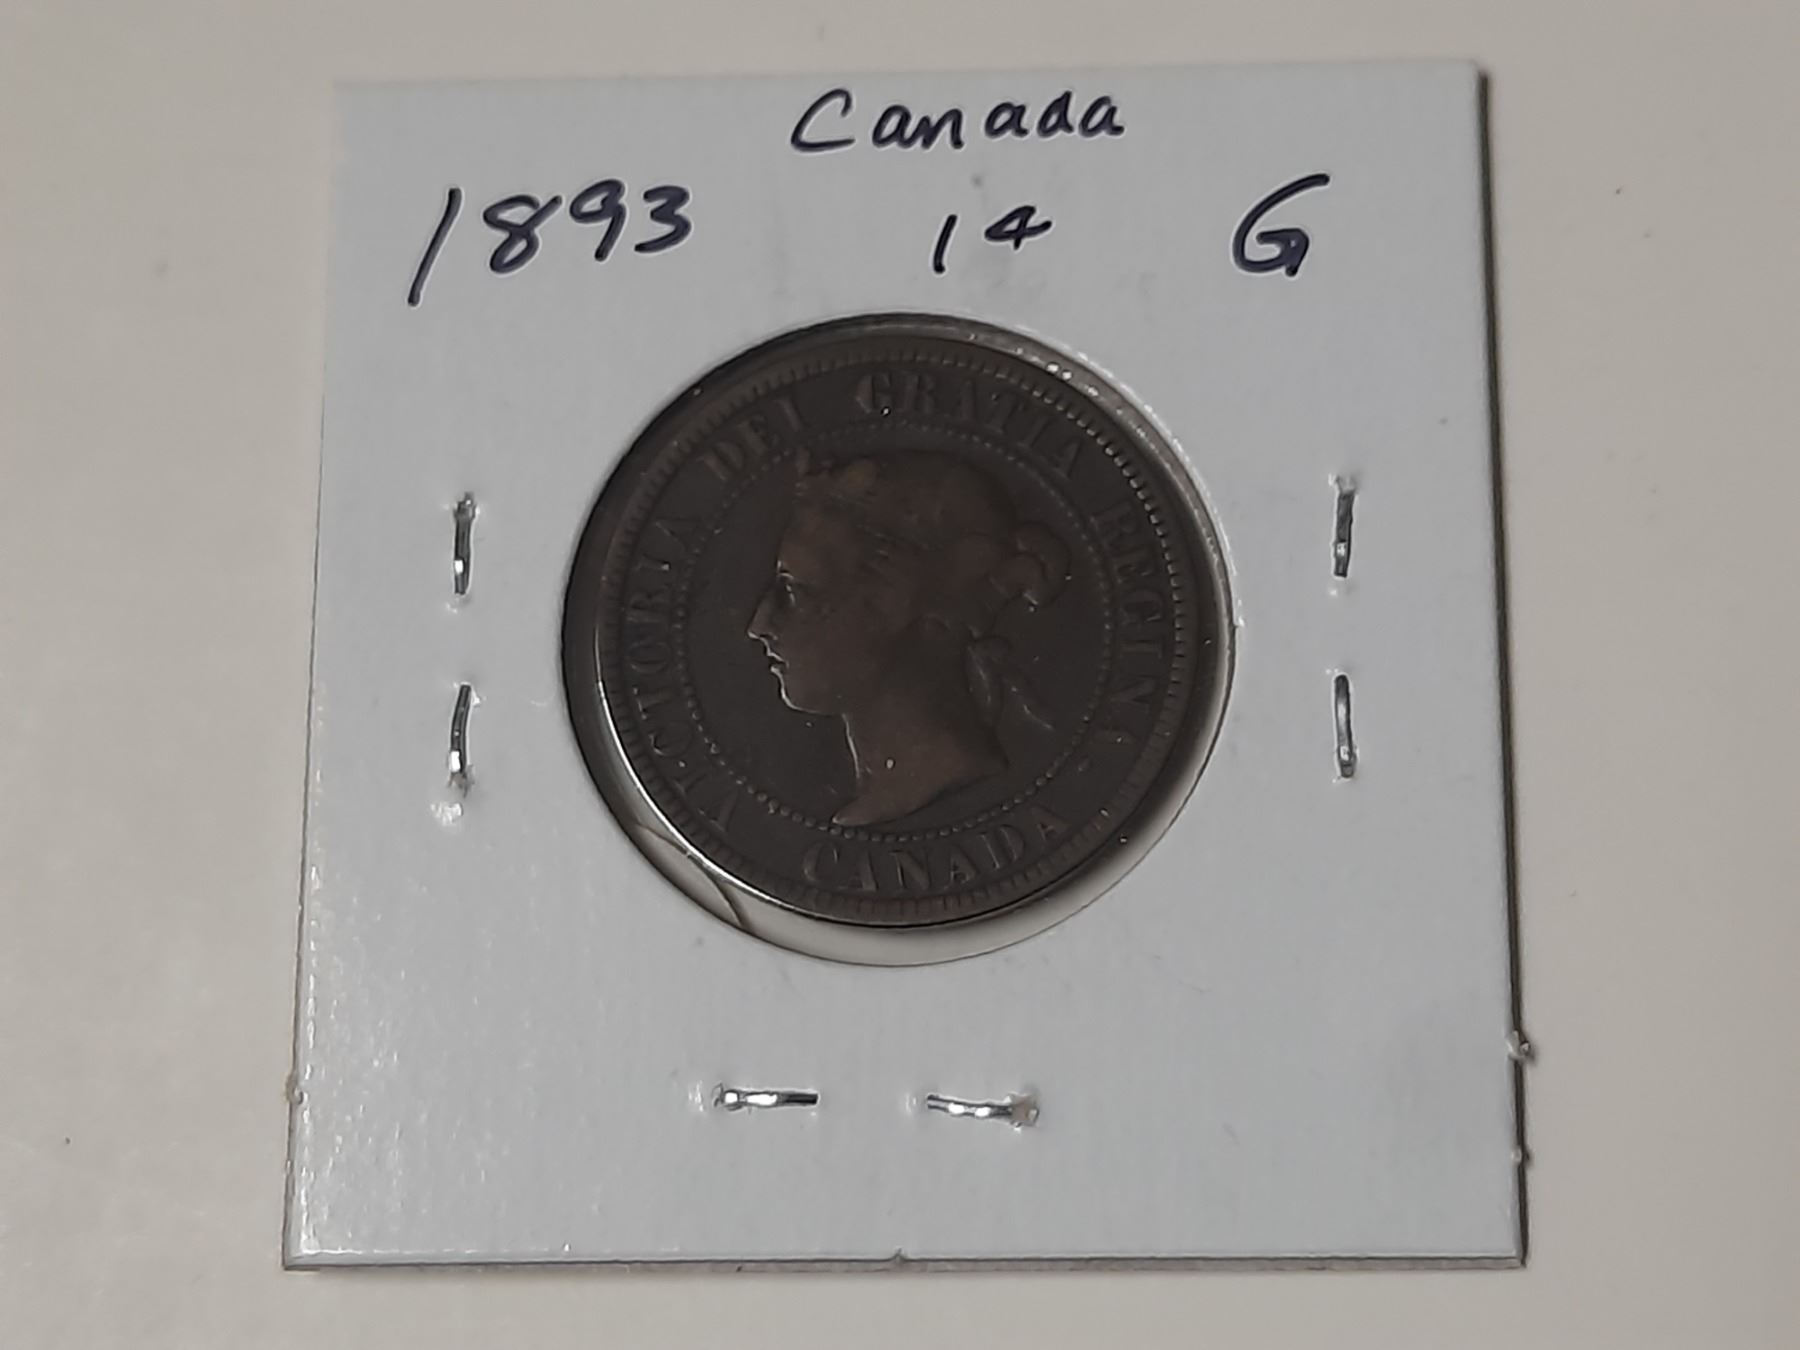 Canada
1893 1¢ G
VICTORIA DEI GRATIA REGINA.
CANADA